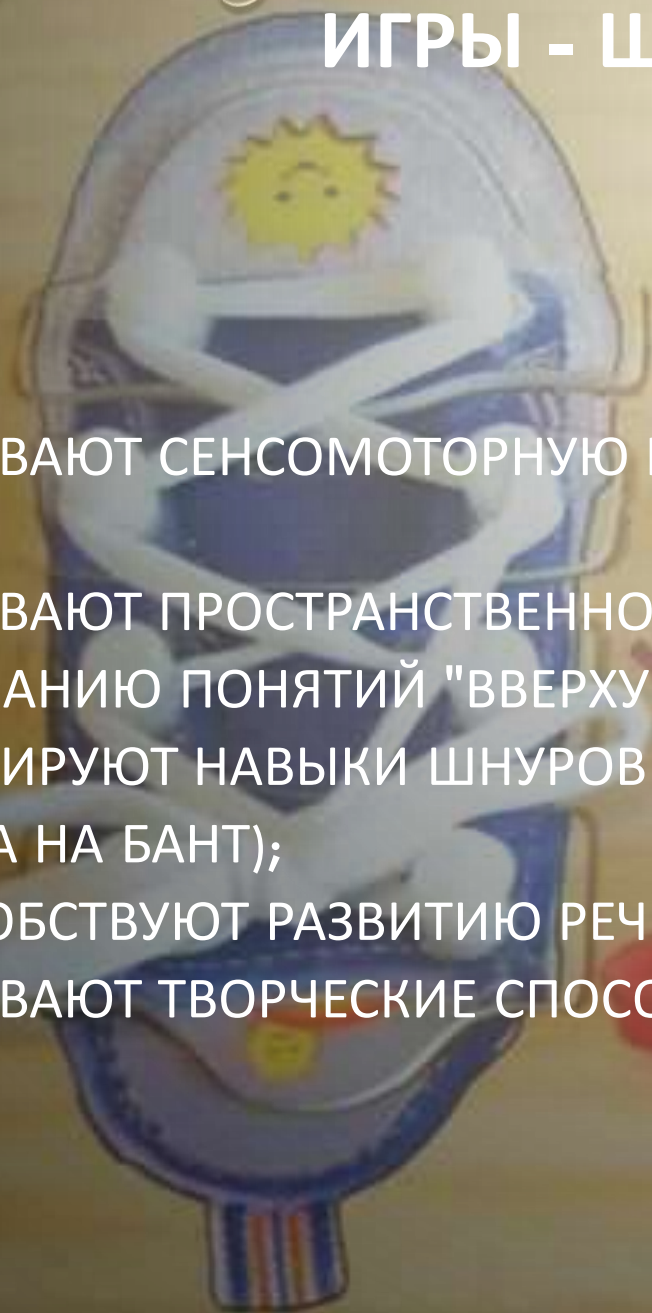 ИГРЫ - Ш
ВАЮТ СЕНСОМОТОРНУЮ
ВАЮТ ПРОСТРАНСТВЕННО
АНИЮ ПОНЯТИЙ "ВВЕРХУ
ИРУЮТ НАВЫКИ ШНУРОВ
А НА БАНТ);
ОБСТВУЮТ РАЗВИТИЮ РЕЧ
ВАЮТ ТВОРЧЕСКИЕ СПОСО